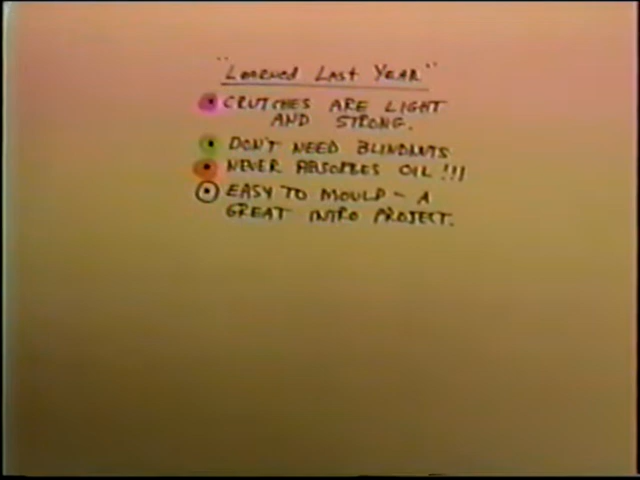 "Learned Last Year"
• CRUTCHES ARE LIGHT
AND STRONG.
• DON'T NEED BLINDNUTS
• NEVER ABSORBES OIL!!!
• EASY TO MOULD - A
GREAT INTRO PROJECT.